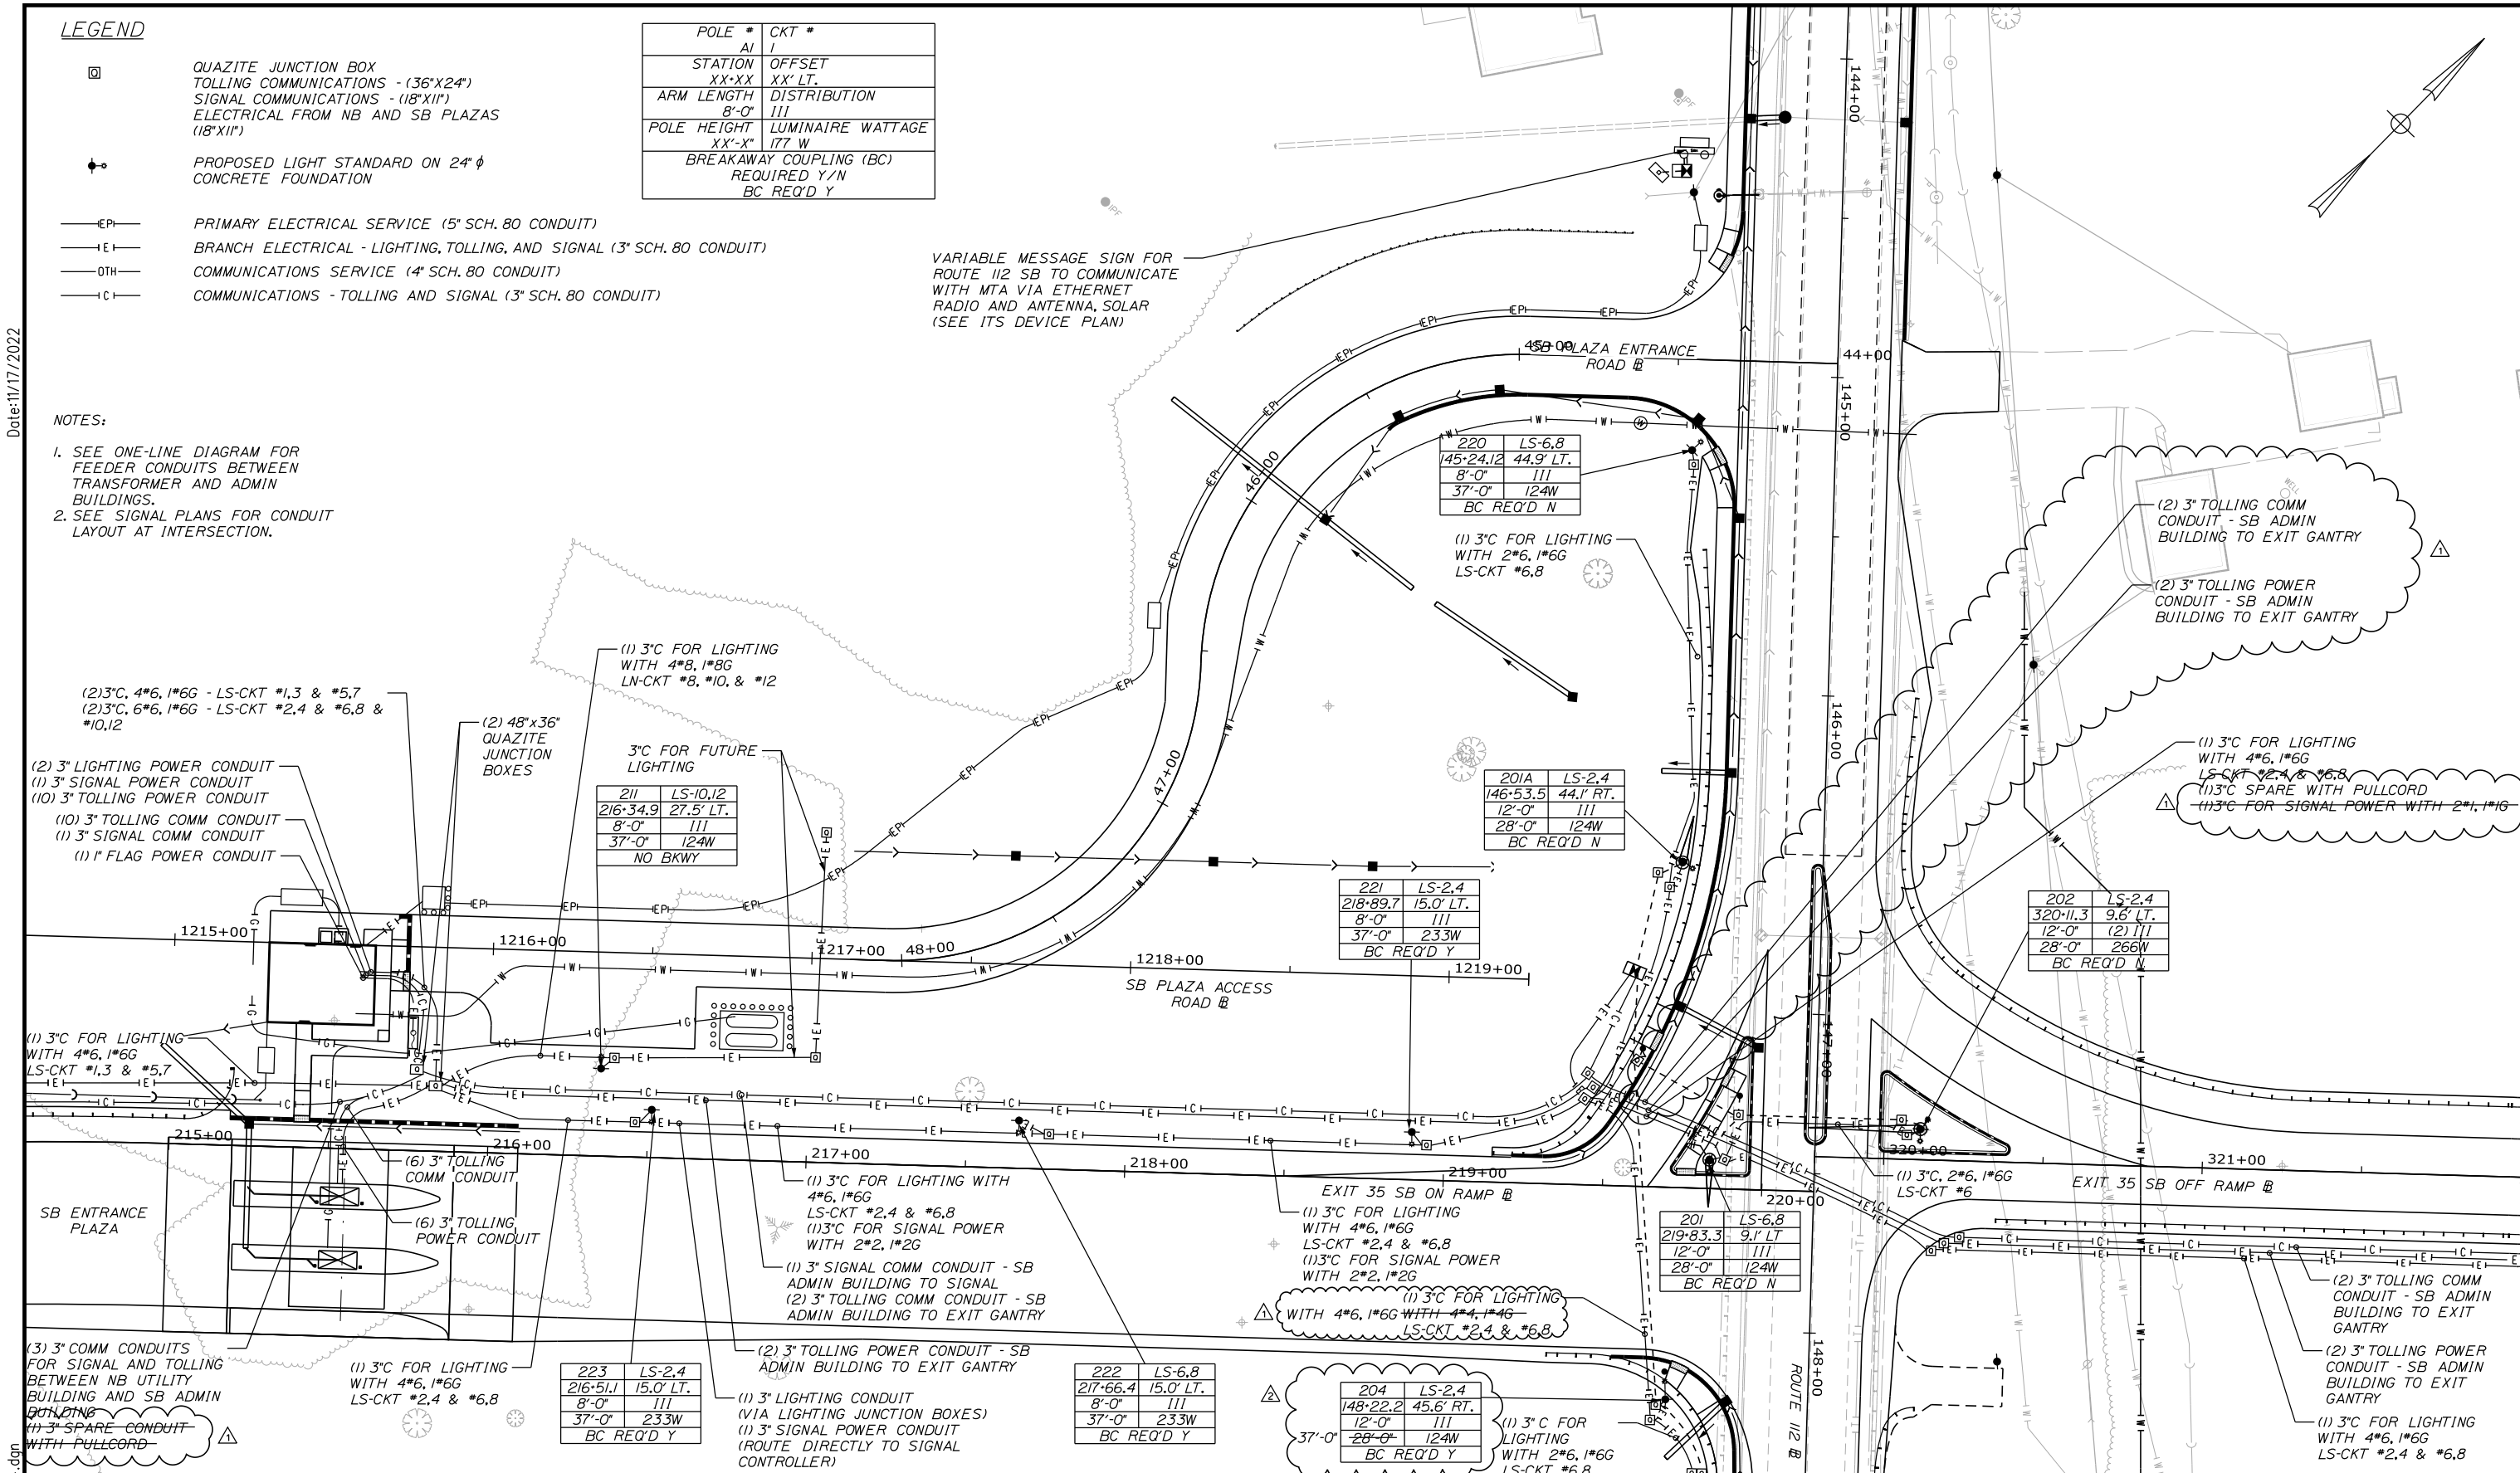 LEGEND
QUAZITE JUNCTION BOX
TOLLING COMMUNICATIONS - (36"X24")
SIGNAL COMMUNICATIONS - (18"X11")
ELECTRICAL FROM NB AND SB PLAZAS
(18"X11")
PROPOSED LIGHT STANDARD ON 24" ϕ
CONCRETE FOUNDATION
EP PRIMARY ELECTRICAL SERVICE (5" SCH. 80 CONDUIT)
E BRANCH ELECTRICAL - LIGHTING, TOLLING, AND SIGNAL (3" SCH. 80 CONDUIT)
OTH COMMUNICATIONS SERVICE (4" SCH. 80 CONDUIT)
C COMMUNICATIONS - TOLLING AND SIGNAL (3" SCH. 80 CONDUIT)
POLE # CKT #
A1 1
STATION OFFSET
XX+XX XX' LT.
ARM LENGTH DISTRIBUTION
8'-0" III
POLE HEIGHT LUMINAIRE WATTAGE
XX'-X" 177 W
BREAKAWAY COUPLING (BC)
REQUIRED Y/N
BC REQ'D Y
Date:11/17/2022
NOTES:
1. SEE ONE-LINE DIAGRAM FOR
FEEDER CONDUITS BETWEEN
TRANSFORMER AND ADMIN
BUILDINGS.
2. SEE SIGNAL PLANS FOR CONDUIT
LAYOUT AT INTERSECTION.
VARIABLE MESSAGE SIGN FOR
ROUTE 112 SB TO COMMUNICATE
WITH MTA VIA ETHERNET
RADIO AND ANTENNA, SOLAR
(SEE ITS DEVICE PLAN)
144+00
45+00
SB PLAZA ENTRANCE
ROAD BL
44+00
145+00
46+00
47+00
146+00
220 LS-6,8
145+24.12 44.9' LT.
8'-0" III
37'-0" 124W
BC REQ'D N
(1) 3"C FOR LIGHTING
WITH 2#6, 1#6G
LS-CKT #6,8
WELL
(2) 3" TOLLING COMM
CONDUIT - SB ADMIN
BUILDING TO EXIT GANTRY
1
(2) 3" TOLLING POWER
CONDUIT - SB ADMIN
BUILDING TO EXIT GANTRY
(1) 3"C FOR LIGHTING
WITH 4#8, 1#8G
LN-CKT #8, #10, & #12
(2)3"C, 4#6, 1#6G - LS-CKT #1,3 & #5,7
(2)3"C, 6#6, 1#6G - LS-CKT #2,4 & #6,8 &
#10,12
(2) 48"x36"
QUAZITE
JUNCTION
BOXES
3"C FOR FUTURE
LIGHTING
(2) 3" LIGHTING POWER CONDUIT
(1) 3" SIGNAL POWER CONDUIT
(10) 3" TOLLING POWER CONDUIT
(10) 3" TOLLING COMM CONDUIT
(1) 3" SIGNAL COMM CONDUIT
(1) 1" FLAG POWER CONDUIT
211 LS-10,12
216+34.9 27.5' LT.
8'-0" III
37'-0" 124W
NO BKWY
201A LS-2,4
146+53.5 44.1' RT.
12'-0" III
28'-0" 124W
BC REQ'D N
(1) 3"C FOR LIGHTING
WITH 4#6, 1#6G
LS-CKT #2,4 & #6,8
(1)3"C SPARE WITH PULLCORD
(1)3"C FOR SIGNAL POWER WITH 2#1, 1#1G
1
221 LS-2,4
218+89.7 15.0' LT.
8'-0" III
37'-0" 233W
BC REQ'D Y
202 LS-2,4
320+11.3 9.6' LT.
12'-0" (2) III
28'-0" 266W
BC REQ'D N
1215+00
1216+00
1217+00
48+00
1218+00
1219+00
SB PLAZA ACCESS
ROAD BL
147+00
(1) 3"C FOR LIGHTING
WITH 4#6, 1#6G
LS-CKT #1,3 & #5,7
215+00
216+00
217+00
218+00
219+00
220+00
320+00
321+00
(6) 3" TOLLING
COMM CONDUIT
(6) 3" TOLLING
POWER CONDUIT
SB ENTRANCE
PLAZA
(1) 3"C FOR LIGHTING WITH
4#6, 1#6G
LS-CKT #2,4 & #6,8
(1)3"C FOR SIGNAL POWER
WITH 2#2, 1#2G
(1) 3" SIGNAL COMM CONDUIT - SB
ADMIN BUILDING TO SIGNAL
(2) 3" TOLLING COMM CONDUIT - SB
ADMIN BUILDING TO EXIT GANTRY
(2) 3" TOLLING POWER CONDUIT - SB
ADMIN BUILDING TO EXIT GANTRY
EXIT 35 SB ON RAMP BL
(1) 3"C FOR LIGHTING
WITH 4#6, 1#6G
LS-CKT #2,4 & #6,8
(1)3"C FOR SIGNAL POWER
WITH 2#2, 1#2G
(1) 3"C FOR LIGHTING
1 WITH 4#6, 1#6G WITH 4#4, 1#4G
LS-CKT #2,4 & #6,8
(1) 3"C, 2#6, 1#6G
LS-CKT #6
EXIT 35 SB OFF RAMP BL
201 LS-6,8
219+83.3 9.1' LT
12'-0" III
28'-0" 124W
BC REQ'D N
(2) 3" TOLLING COMM
CONDUIT - SB ADMIN
BUILDING TO EXIT
GANTRY
(2) 3" TOLLING POWER
CONDUIT - SB ADMIN
BUILDING TO EXIT
GANTRY
(1) 3"C FOR LIGHTING
WITH 4#6, 1#6G
LS-CKT #2,4 & #6,8
(3) 3" COMM CONDUITS
FOR SIGNAL AND TOLLING
BETWEEN NB UTILITY
BUILDING AND SB ADMIN
BUILDING
(1) 3" SPARE CONDUIT
WITH PULLCORD
1
(1) 3"C FOR LIGHTING
WITH 4#6, 1#6G
LS-CKT #2,4 & #6,8
223 LS-2,4
216+51.1 15.0' LT.
8'-0" III
37'-0" 233W
BC REQ'D Y
(1) 3" LIGHTING CONDUIT
(VIA LIGHTING JUNCTION BOXES)
(1) 3" SIGNAL POWER CONDUIT
(ROUTE DIRECTLY TO SIGNAL
CONTROLLER)
222 LS-6,8
217+66.4 15.0' LT.
8'-0" III
37'-0" 233W
BC REQ'D Y
2
204 LS-2,4
148+22.2 45.6' RT.
12'-0" III
37'-0" 28'-0" 124W
BC REQ'D Y
(1) 3" C FOR
LIGHTING
WITH 2#6, 1#6G
LS-CKT #6,8
ROUTE 112 BL
148+00
.dgn